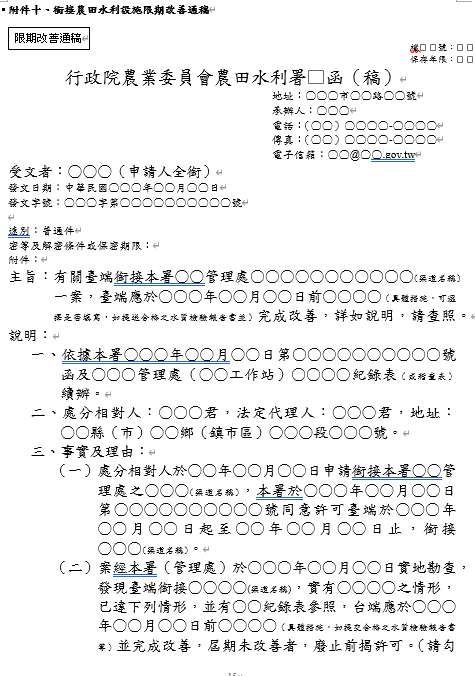 附件十、銜接農田水利設施限期改善通稿
限期改善通稿
檔□□號：□□
保存年限：□□
行政院農業委員會農田水利署□函（稿）
地址：○○○市○○路○○號
承辦人：○○○
電話：(○○) ○○○○-○○○○
傳真：(○○) ○○○○-○○○○
電子信箱：○○@○○.gov.tw
受文者：○○○（申請人全銜）
發文日期：中華民國○○○年○○月○○日
發文字號：○○○字第○○○○○○○○○○號
速別：普通件
密等及解密條件或保密期限：
附件：
主旨：有關臺端銜接本署○○管理處○○○○○○○○○○○(渠道名稱)
一案，臺端應於○○○年○○月○○日前○○○○（具體措施，可選
擇是否填寫，如提送合格之水質檢驗報告書並）完成改善，詳如說明，請查照。
說明：
一、依據本署○○○年○○月○○日第○○○○○○○○○○號
函及○○○管理處（○○工作站）○○○○紀錄表（或稽查表）
續辦。
二、處分相對人：○○○君，法定代理人：○○○君，地址：
○○縣（市）○○鄉（鎮市區）○○○段○○○號。
三、事實及理由：
（一）處分相對人於○○年○○月○○日申請銜接本署○○管
理處之○○○(渠道名稱)，本署於○○○年○○月○○日
第○○○○○○○○○○號同意許可臺端於○○○年
○○月○○日起至○○年○○月○○日止，銜接
○○○(渠道名稱)。
（二）案經本署（管理處）於○○○年○○月○○日實地勘查，
發現臺端銜接○○○○(渠道名稱)，實有○○○○之情形，
已達下列情形，並有○○紀錄表參照，台端應於○○○
年○○月○○日前○○○○（具體措施，如提交合格之水質檢驗報告書
等）並完成改善，屆期未改善者，廢止前揭許可。（請勾